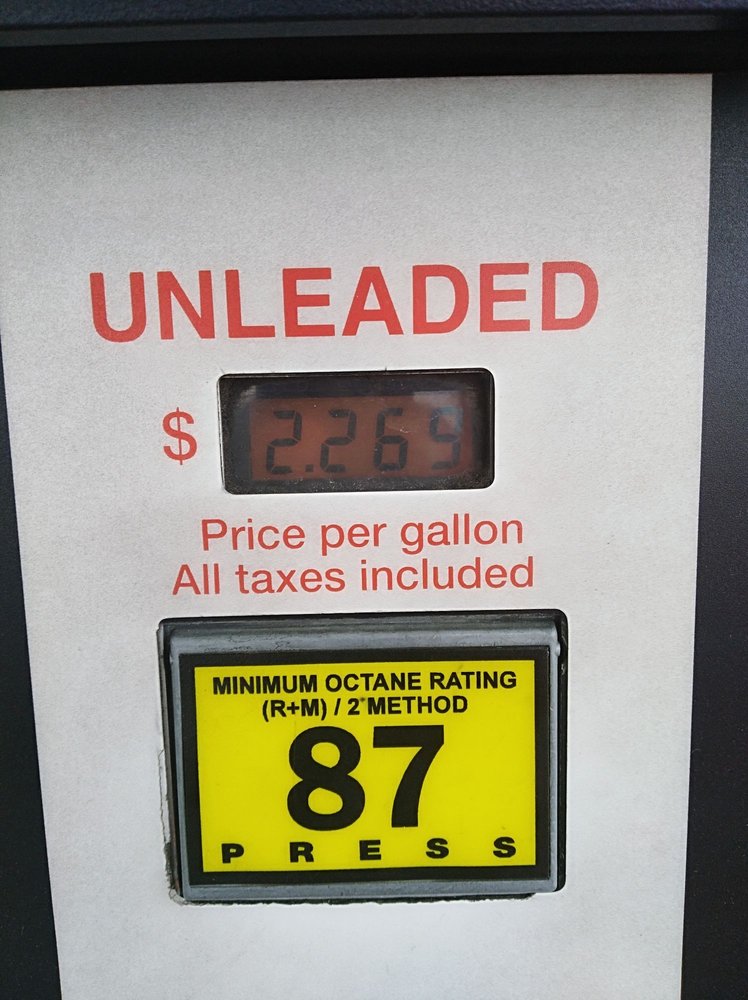 UNLEADED
$ 2.269
Price per gallon
All taxes included
MINIMUM OCTANE RATING
(R+M) / 2 METHOD
87
PRESS